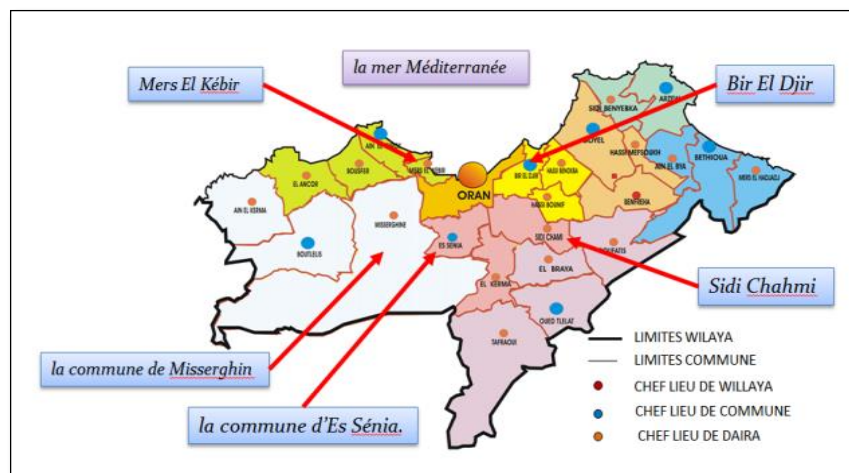 la mer Méditerranée
Mers El Kébir
Bir El Djir
ARZEW
SIDI BENYEBKA
AIN EL
BOUSFER
MERS EL KEBIR
EL ANCOR
ORAN
BIR EL DJIR
HASSI BENOKBA
HASSI MEFSOUKH
BETHIOUA
AIN EL BYA
MERS EL HADJADJ
AIN EL KERMA
MISSERGHINE
HASSI BOUNIF
BENFREHA
BOUTLELIS
ES SENIA
SIDI CHAMI
EL BRAYA
EL KERMA
OUED TLELAT
TAFRAOUI
Sidi Chahmi
la commune de Misserghin
la commune d'Es Sénia.
LIMITES WILAYA
LIMITES COMMUNE
CHEF LIEU DE WILLAYA
CHEF LIEU DE COMMUNE
CHEF LIEU DE DAIRA